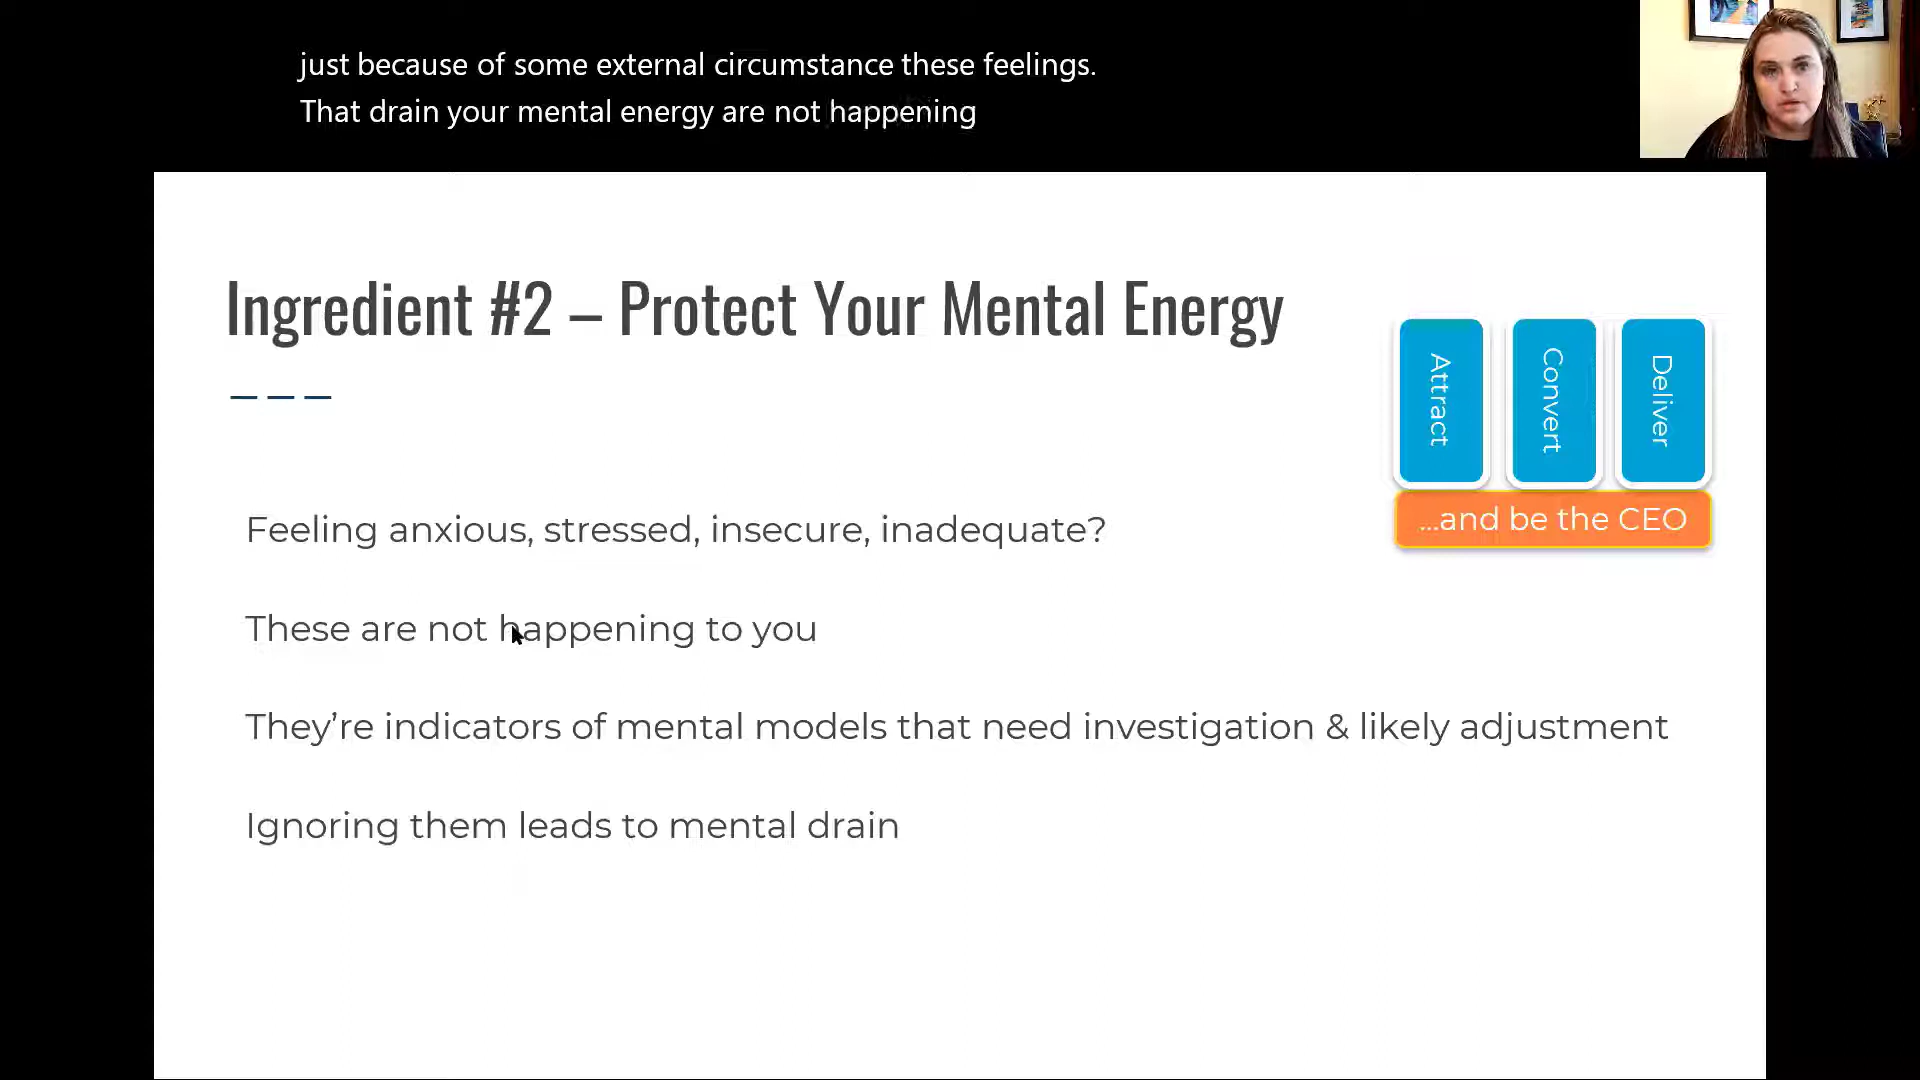 just because of some external circumstance these feelings.
That drain your mental energy are not happening
Ingredient #2 – Protect Your Mental Energy
Attract
Convert
Deliver
...and be the CEO
Feeling anxious, stressed, insecure, inadequate?
These are not happening to you
They’re indicators of mental models that need investigation & likely adjustment
Ignoring them leads to mental drain